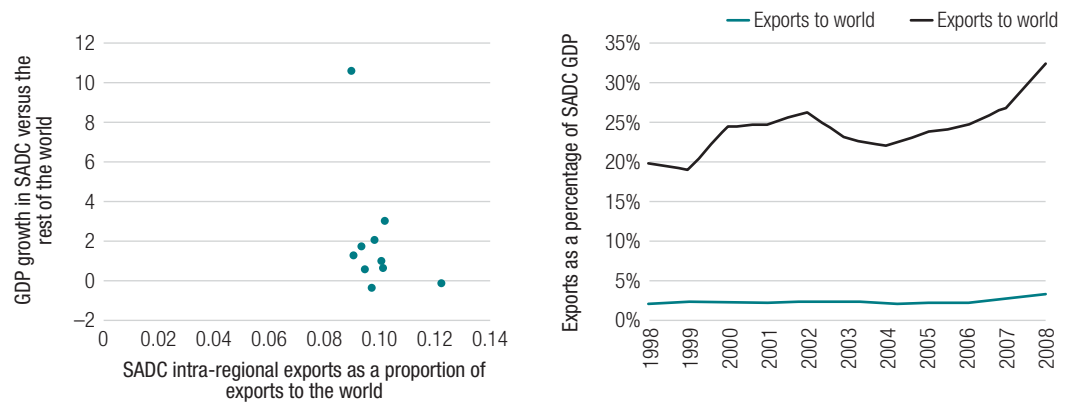 GDP growth in SADC versus the
rest of the world
12
10
8
6
4
2
0
–2
0 0.02 0.04 0.06 0.08 0.10 0.12 0.14
SADC intra-regional exports as a proportion of
exports to the world
Exports to world Exports to world
Exports as a percentage of SADC GDP
35%
30%
25%
20%
15%
10%
5%
0%
1998 1999 2000 2001 2002 2003 2004 2005 2006 2007 2008